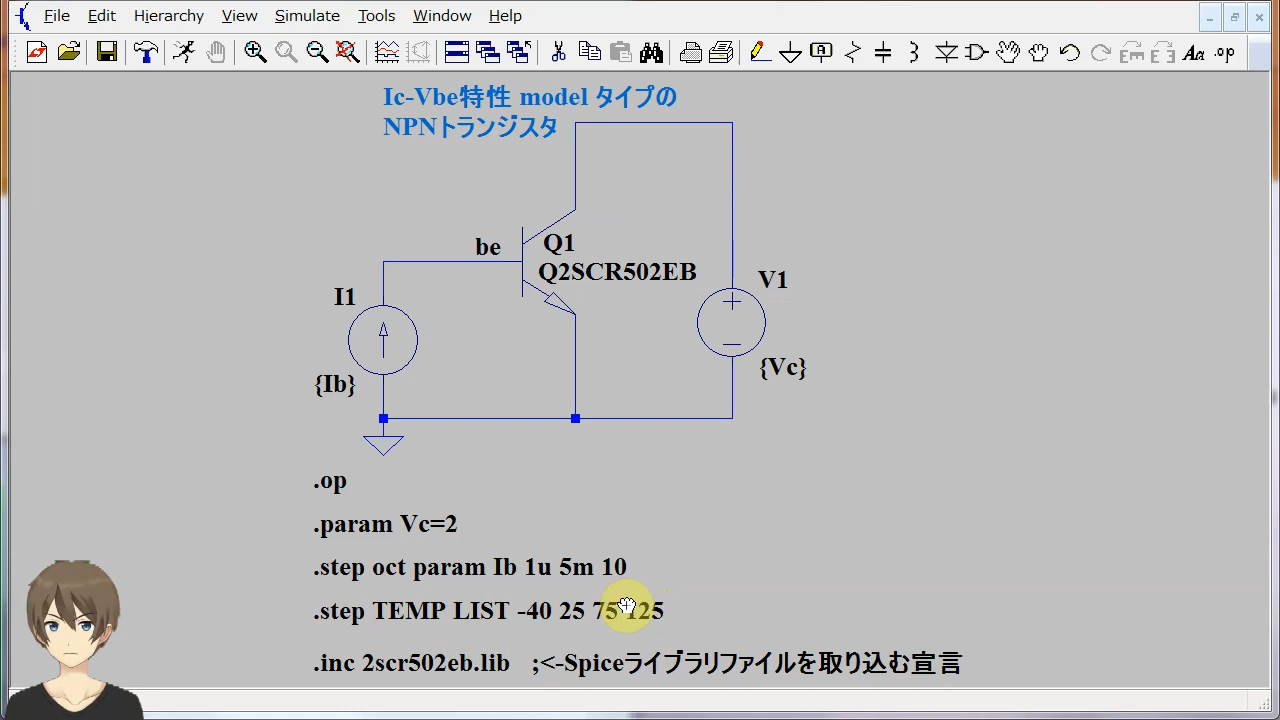 File Edit Hierarchy View Simulate Tools Window Help
A Aa .op
Ic-Vbe特性 model タイプの
NPNトランジスタ
be
Q1
Q2SCR502EB
I1
V1
{Ib}
{Vc}
.op
.param Vc=2
.step oct param Ib 1u 5m 10
.step TEMP LIST -40 25 75 125
.inc 2scr502eb.lib ;<-Spiceライブラリファイルを取り込む宣言